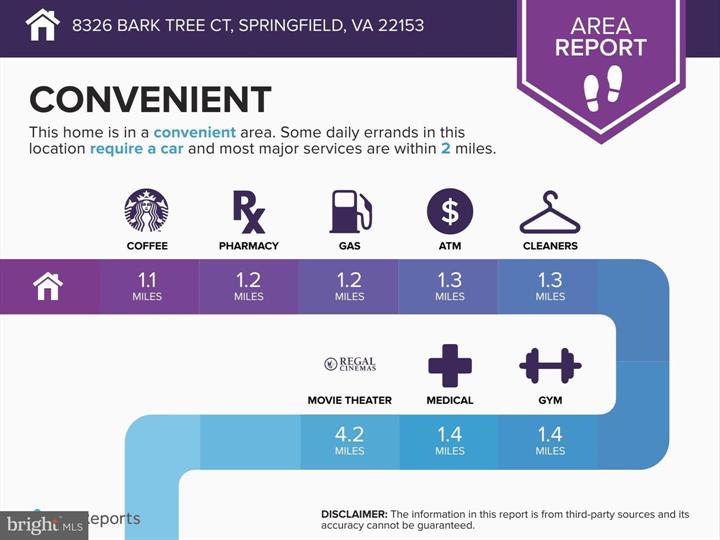 8326 BARK TREE CT, SPRINGFIELD, VA 22153
AREA
REPORT
CONVENIENT
This home is in a convenient area. Some daily errands in this
location require a car and most major services are within 2 miles.
COFFEE PHARMACY GAS ATM CLEANERS
1.1 1.2 1.2 1.3 1.3
MILES MILES MILES MILES MILES
REGAL
CINEMAS
MOVIE THEATER MEDICAL GYM
4.2 1.4 1.4
MILES MILES MILES
DISCLAIMER: The information in this report is from third-party sources and its
accuracy cannot be guaranteed.
bright MLS